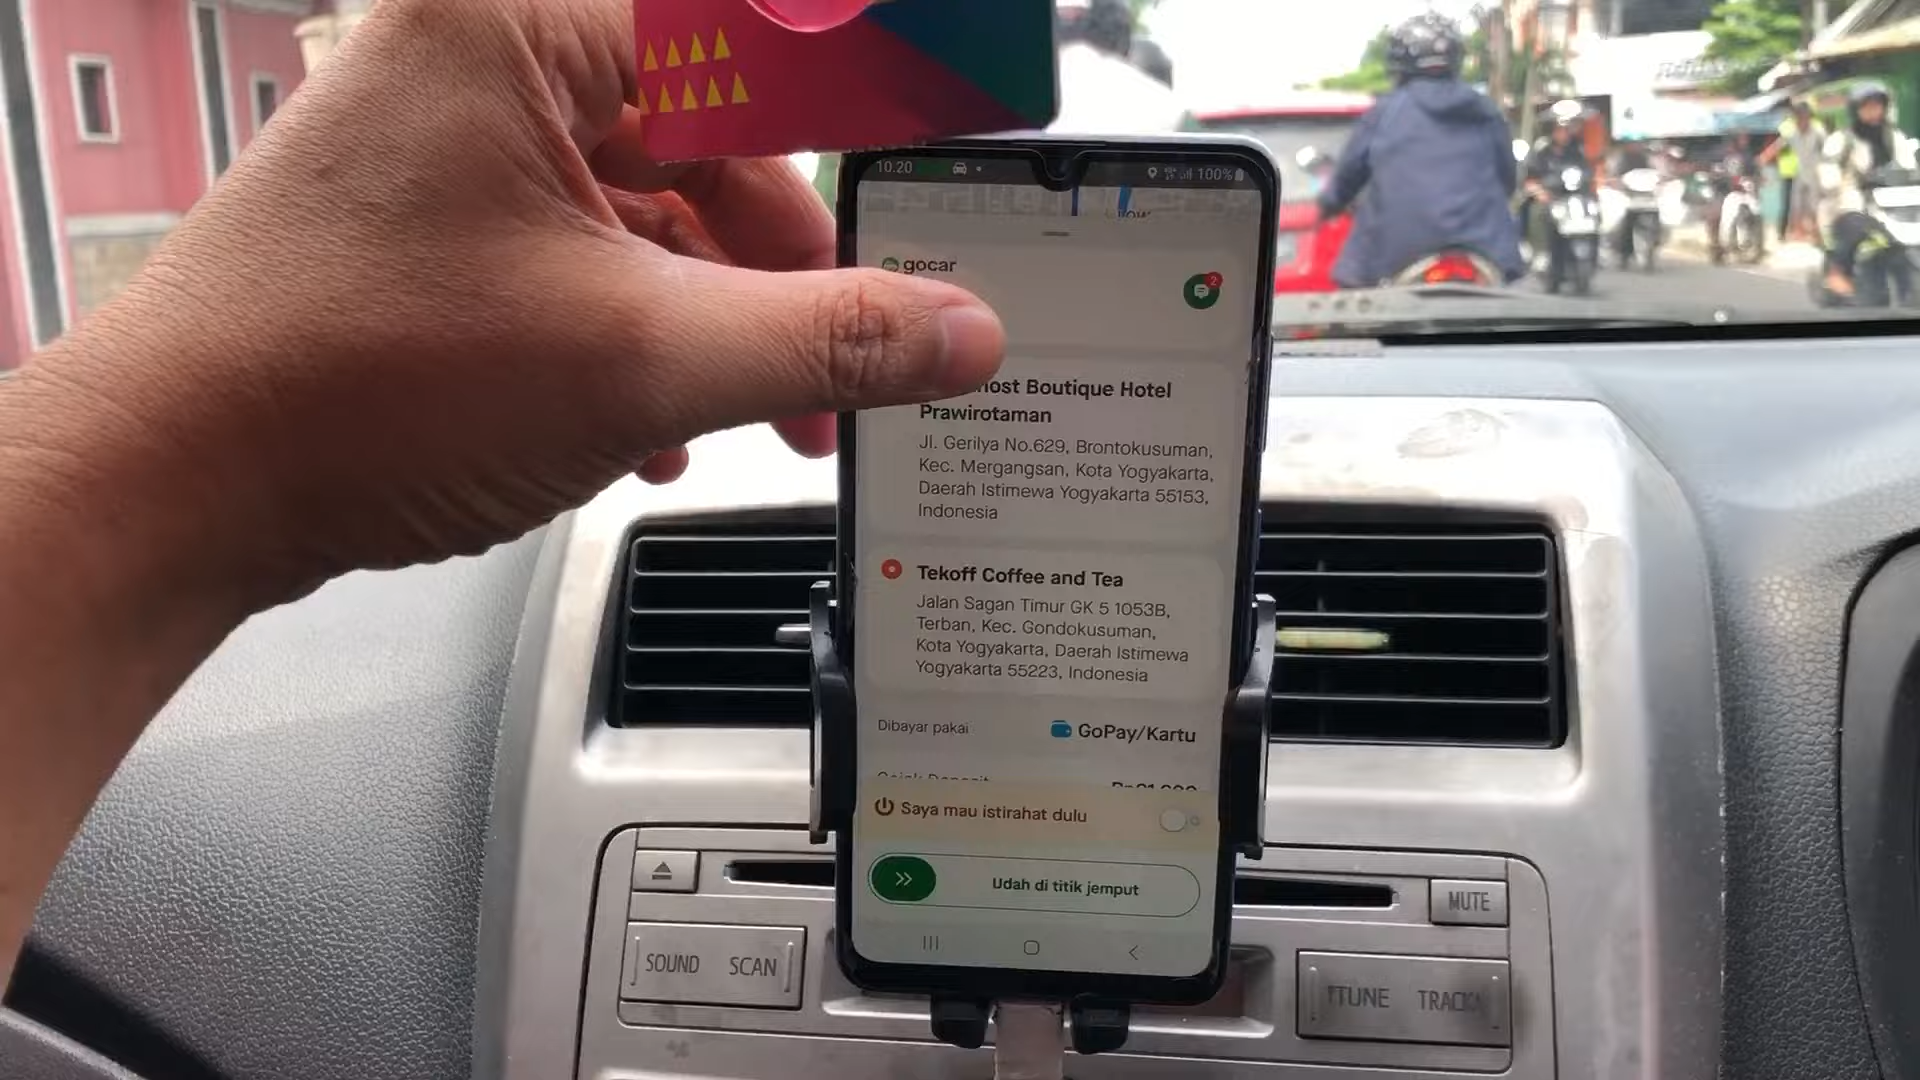 10.20
100%
gocar
2
Boutique Hotel
Prawirotaman
Jl. Gerilya No.629, Brontokusuman,
Kec. Mergangsan, Kota Yogyakarta,
Daerah Istimewa Yogyakarta 55153,
Indonesia
Tekoff Coffee and Tea
Jalan Sagan Timur GK 5 1053B,
Terban, Kec. Gondokusuman,
Kota Yogyakarta, Daerah Istimewa
Yogyakarta 55223, Indonesia
Dibayar pakai GoPay/Kartu
Saya mau istirahat dulu
Udah di titik jemput
MUTE
SOUND SCAN
TUNE TRACK